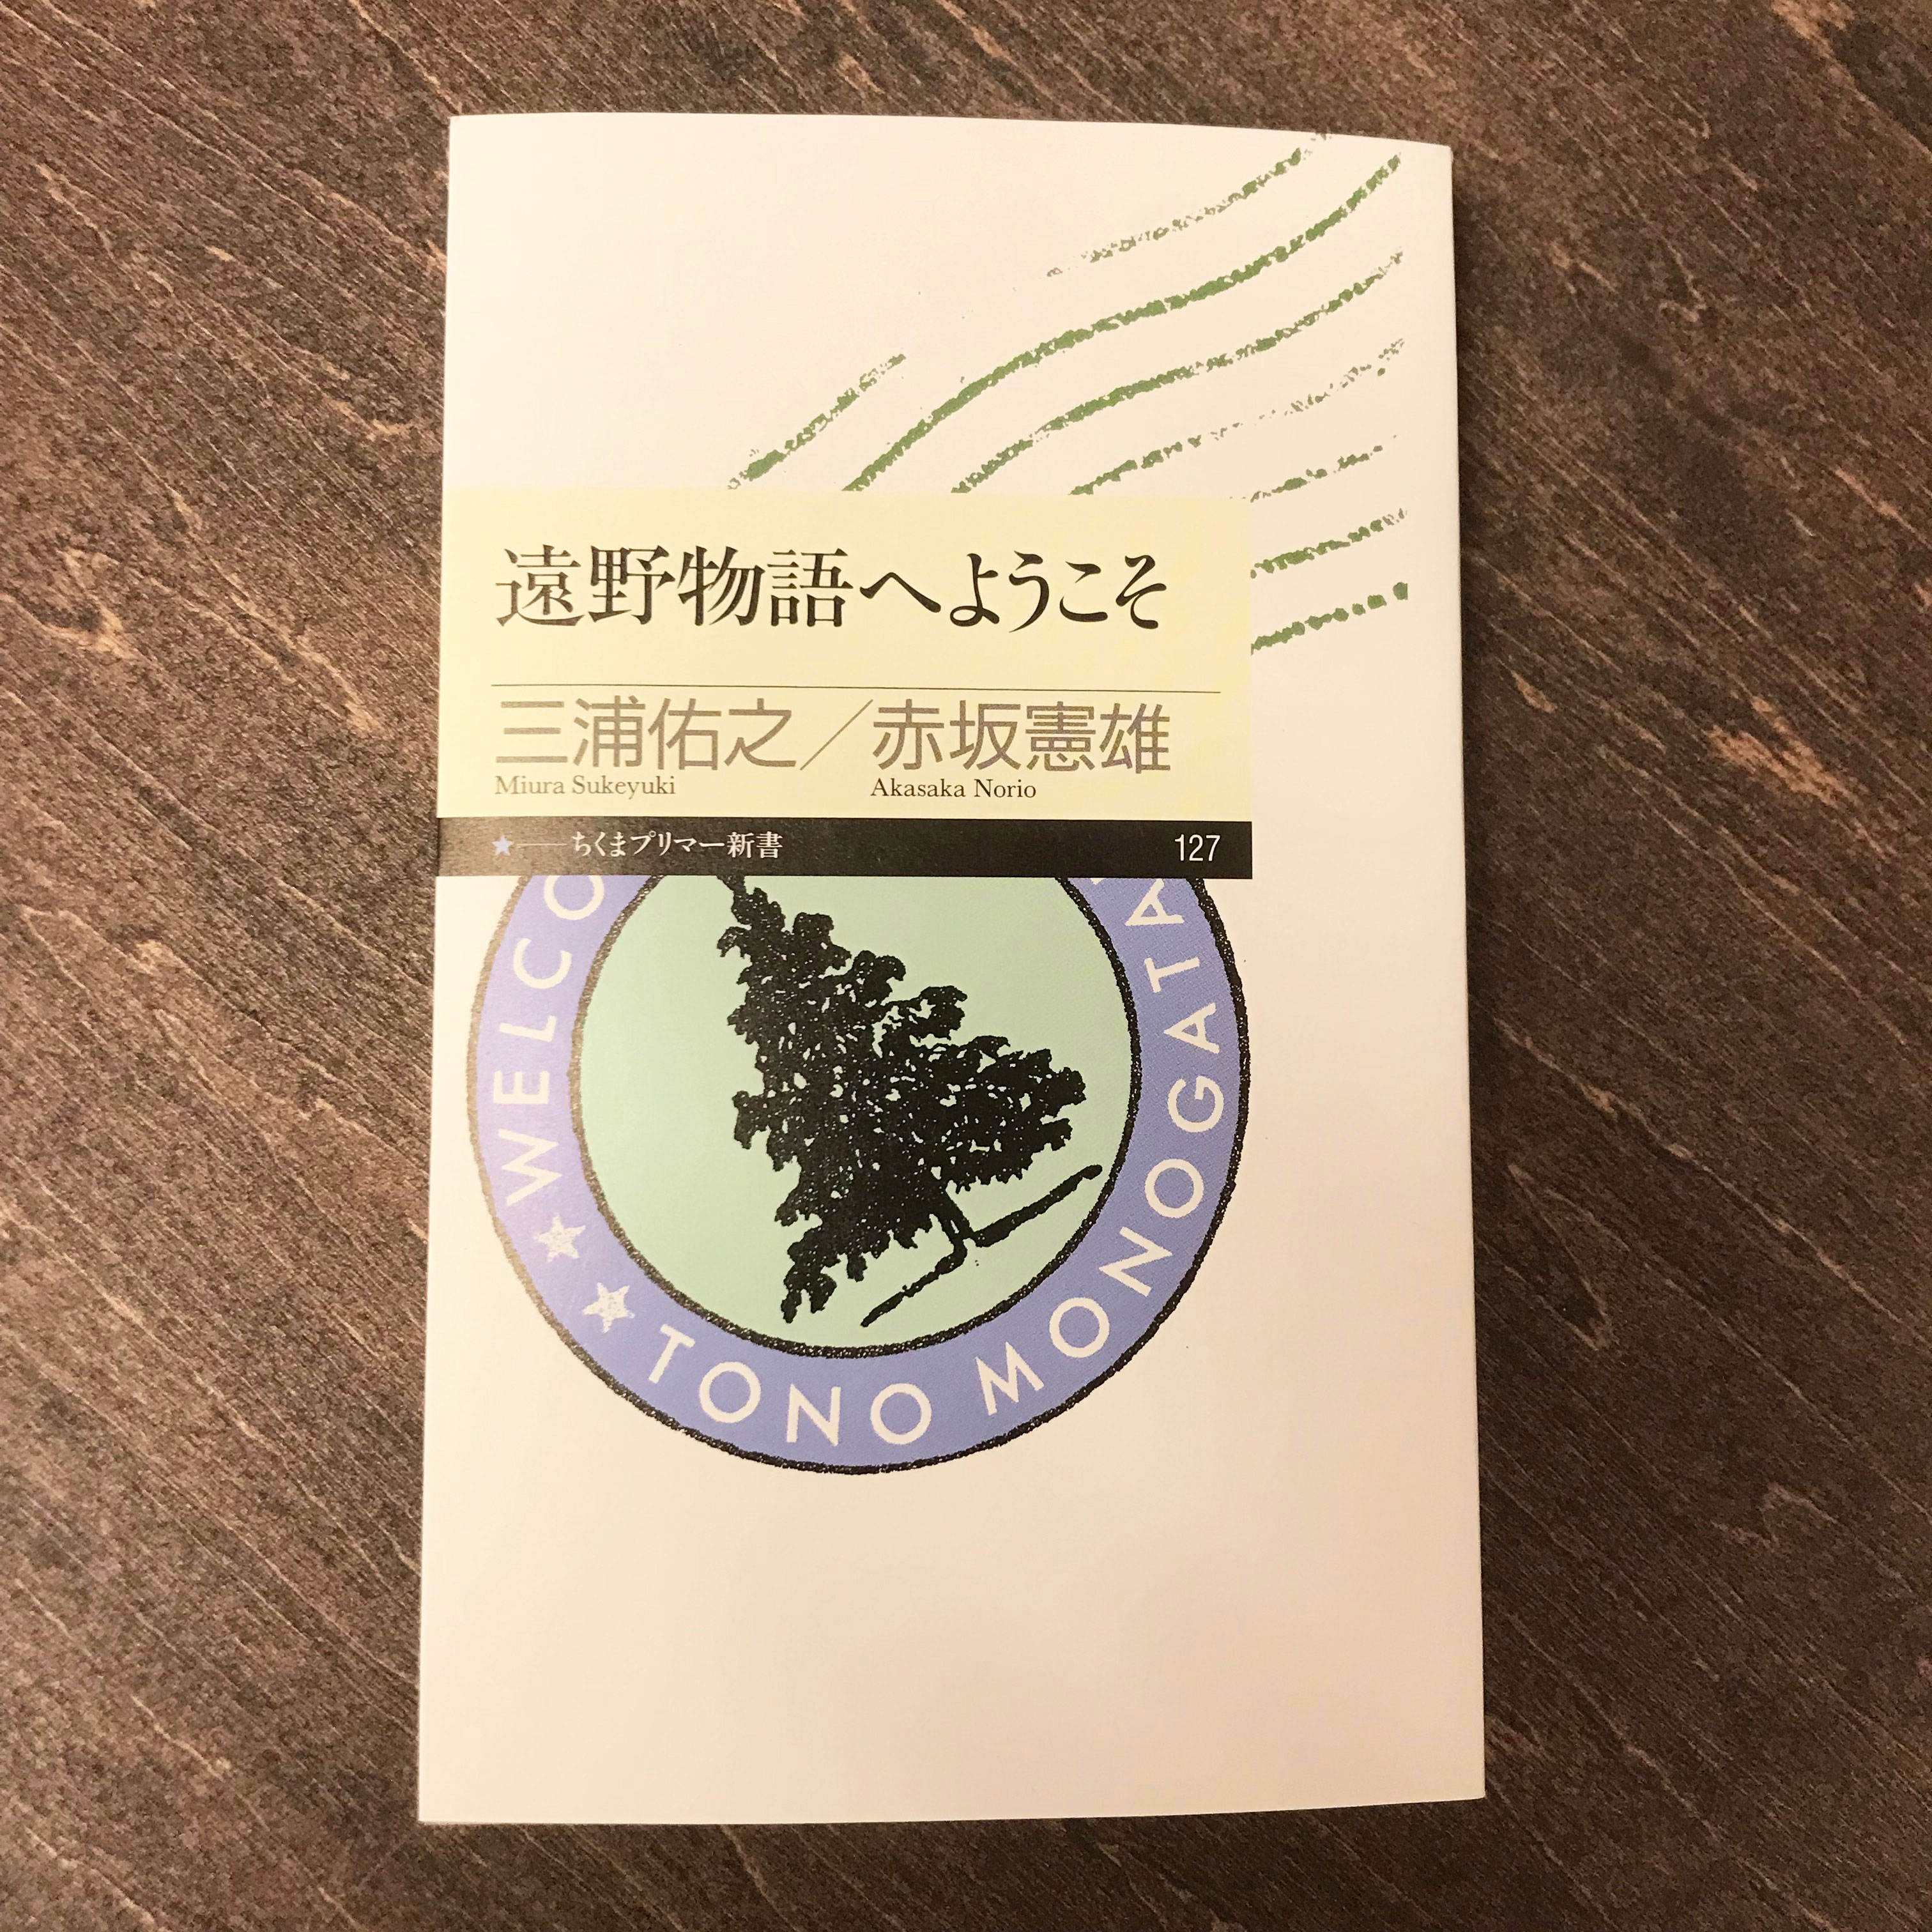 遠野物語へようこそ
三浦佑之／赤坂憲雄
Miura Sukeyuki Akasaka Norio
★──ちくまプリマー新書 127
WELCO
TONO MONOGATA